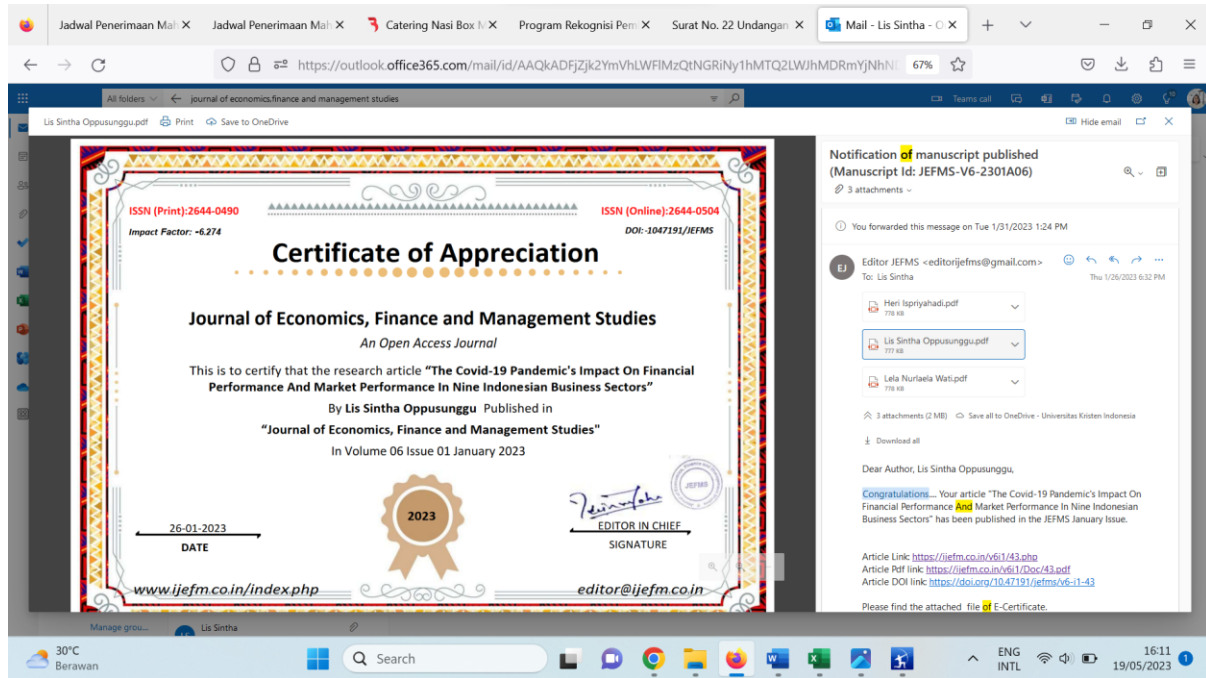 Jadwal Penerimaan Mah
Jadwal Penerimaan Mah
Catering Nasi Box M
Program Rekognisi Pem
Surat No. 22 Undangan
Mail - Lis Sintha - O
https://outlook.office365.com/mail/id/AAQkADFjZjk2YmVhLWFlMzQtNGRiNy1hMTQ2LWJhMDRmYjNhN
67%
All folders
journal of economics,finance and management studies
Teams call
Lis Sintha Oppusunggu.pdf
Print
Save to OneDrive
Hide email
ISSN (Print):2644-0490
ISSN (Online):2644-0504
Impact Factor: -6.274
DOI:-1047191/JEFMS
Certificate of Appreciation
Journal of Economics, Finance and Management Studies
An Open Access Journal
This is to certify that the research article “The Covid-19 Pandemic's Impact On Financial
Performance And Market Performance In Nine Indonesian Business Sectors”
By Lis Sintha Oppusunggu Published in
“Journal of Economics, Finance and Management Studies"
In Volume 06 Issue 01 January 2023
JEFMS
2023
26-01-2023
DATE
EDITOR IN CHIEF
SIGNATURE
www.ijefm.co.in/index.php
editor@ijefm.co.in
Notification of manuscript published
(Manuscript Id: JEFMS-V6-2301A06)
3 attachments
You forwarded this message on Tue 1/31/2023 1:24 PM
EJ
Editor JEFMS <editorijefms@gmail.com>
To: Lis Sintha
Thu 1/26/2023 6:32 PM
Heri Ispriyahadi.pdf
778 KB
Lis Sintha Oppusunggu.pdf
777 KB
Lela Nurlaela Wati.pdf
778 KB
3 attachments (2 MB)
Save all to OneDrive - Universitas Kristen Indonesia
Download all
Dear Author, Lis Sintha Oppusunggu,
Congratulations.... Your article "The Covid-19 Pandemic's Impact On
Financial Performance And Market Performance In Nine Indonesian
Business Sectors" has been published in the JEFMS January Issue.
Article Link: https://ijefm.co.in/v6i1/43.php
Article Pdf link: https://ijefm.co.in/v6i1/Doc/43.pdf
Article DOI link: https://doi.org/10.47191/jefms/v6-i1-43
Please find the attached file of E-Certificate.
Manage grou...
Lis Sintha
30°C
Berawan
Search
ENG
INTL
16:11
19/05/2023
1